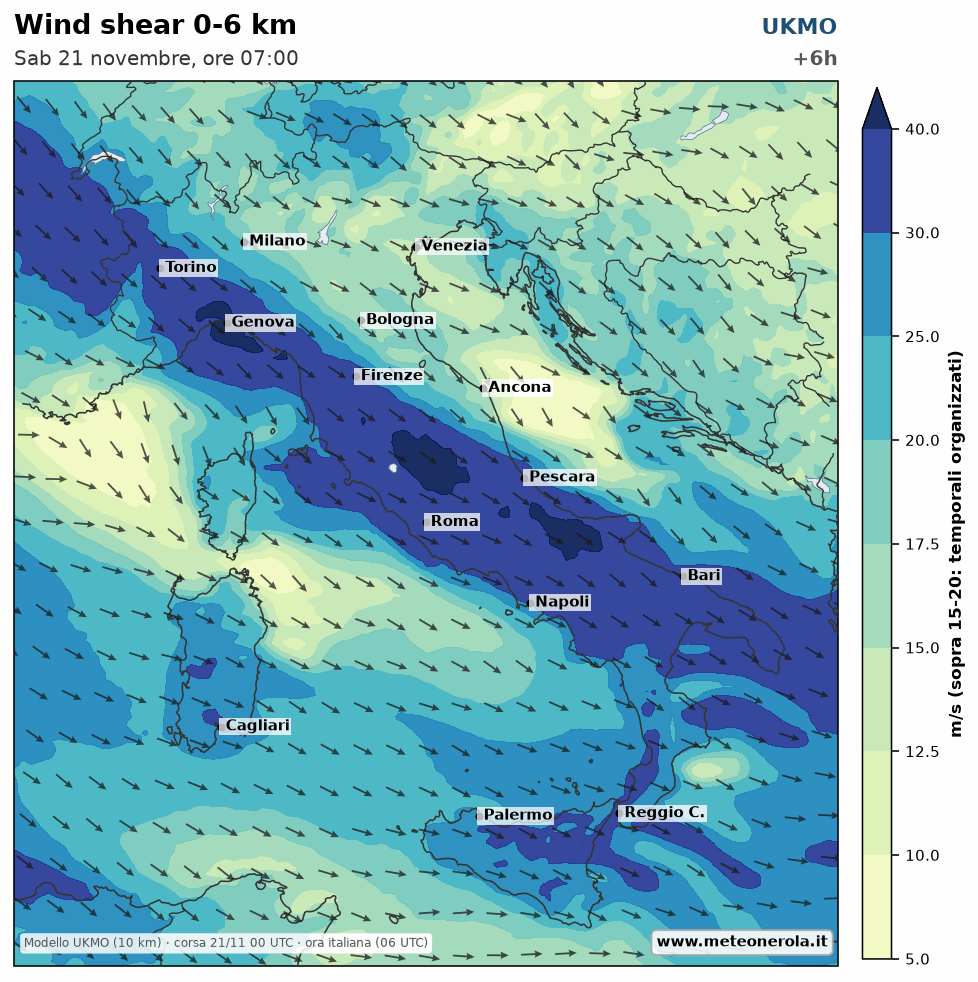 Wind shear 0-6 km
UKMO
Sab 21 novembre, ore 07:00
+6h
Milano
Venezia
Torino
Genova
Bologna
Firenze
Ancona
Pescara
Roma
Bari
Napoli
Cagliari
Palermo
Reggio C.
40.0
30.0
25.0
20.0
17.5
15.0
12.5
10.0
5.0
m/s (sopra 15-20: temporali organizzati)
Modello UKMO (10 km) · corsa 21/11 00 UTC · ora italiana (06 UTC)
www.meteonerola.it